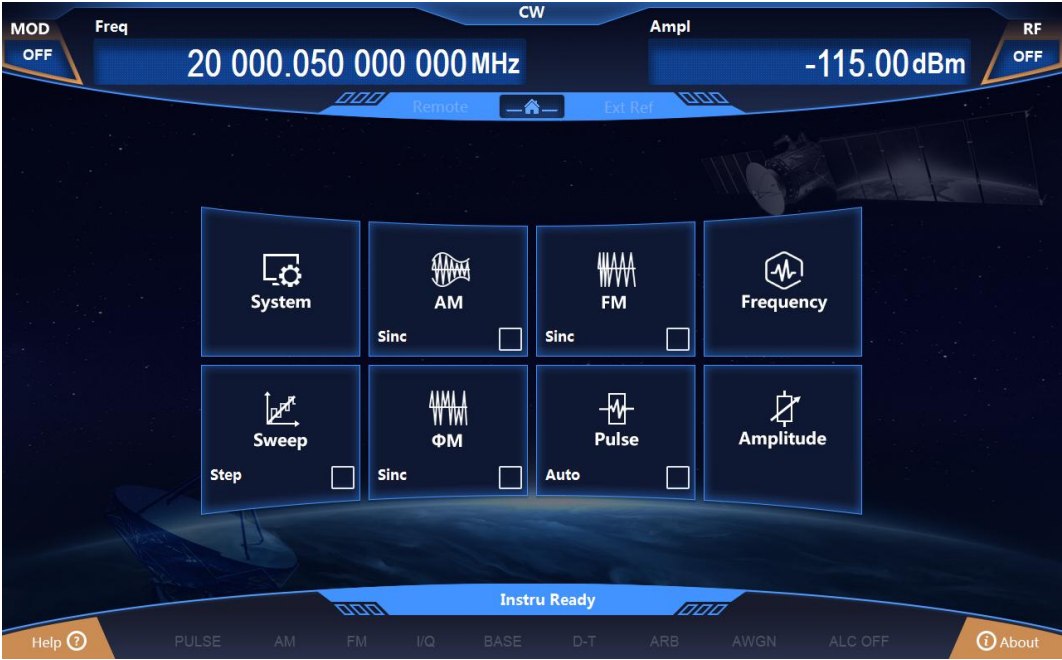 CW
MOD
Freq
Ampl
RF
OFF
20 000.050 000 000 MHz
-115.00 dBm
OFF
Remote
Ext Ref
System
AM
Sinc
FM
Sinc
Frequency
Sweep
Step
ΦM
Sinc
Pulse
Auto
Amplitude
Instru Ready
Help ?
PULSE AM FM I/Q BASE D-T ARB AWGN ALC OFF
i About